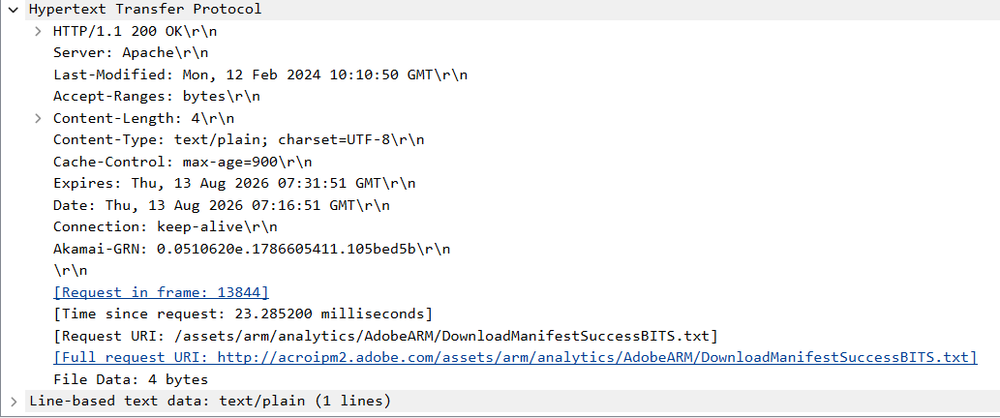 Hypertext Transfer Protocol
HTTP/1.1 200 OK\r\n
Server: Apache\r\n
Last-Modified: Mon, 12 Feb 2024 10:10:50 GMT\r\n
Accept-Ranges: bytes\r\n
Content-Length: 4\r\n
Content-Type: text/plain; charset=UTF-8\r\n
Cache-Control: max-age=900\r\n
Expires: Thu, 13 Aug 2026 07:31:51 GMT\r\n
Date: Thu, 13 Aug 2026 07:16:51 GMT\r\n
Connection: keep-alive\r\n
Akamai-GRN: 0.0510620e.1786605411.105bed5b\r\n
\r\n
[Request in frame: 13844]
[Time since request: 23.285200 milliseconds]
[Request URI: /assets/arm/analytics/AdobeARM/DownloadManifestSuccessBITS.txt]
[Full request URI: http://acroipm2.adobe.com/assets/arm/analytics/AdobeARM/DownloadManifestSuccessBITS.txt]
File Data: 4 bytes
Line-based text data: text/plain (1 lines)